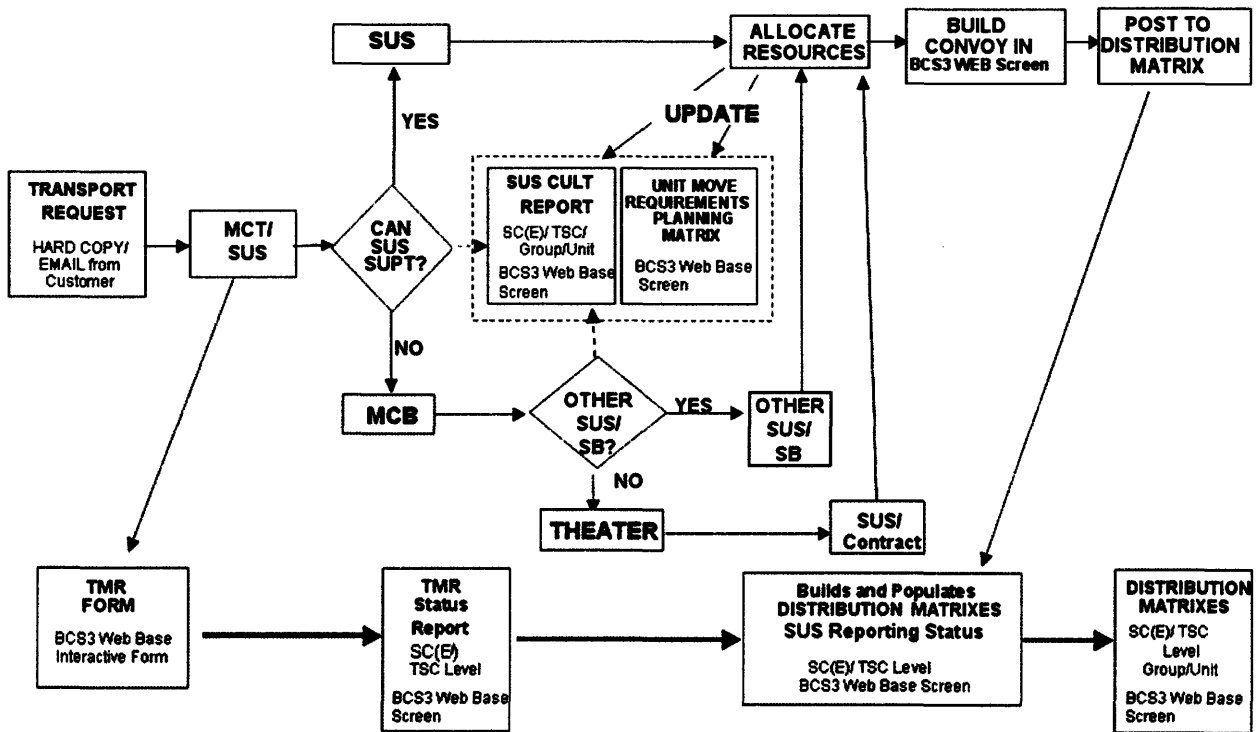 SUS
ALLOCATE
RESOURCES
BUILD
CONVOY IN
BCS3 WEB Screen
POST TO
DISTRIBUTION
MATRIX
YES
UPDATE
TRANSPORT
REQUEST
HARD COPY/
EMAIL from
Customer
MCT/
SUS
CAN
SUS
SUPT?
SUS CULT
REPORT
SC(E)/ TSC/
Group/Unit
BCS3 Web Base
Screen
UNIT MOVE
REQUIREMENTS
PLANNING
MATRIX
BCS3 Web Base
Screen
NO
MCB
OTHER
SUS/
SB?
YES
OTHER
SUS/
SB
NO
THEATER
SUS/
Contract
TMR
FORM
BCS3 Web Base
Interactive Form
TMR
Status
Report
SC(E/)
TSC Level
BCS3 Web Base
Screen
Builds and Populates
DISTRIBUTION MATRIXES
SUS Reporting Status
SC(E)/ TSC Level
BCS3 Web Base Screen
DISTRIBUTION
MATRIXES
SC(E)/ TSC
Level
Group/Unit
BCS3 Web Base
Screen